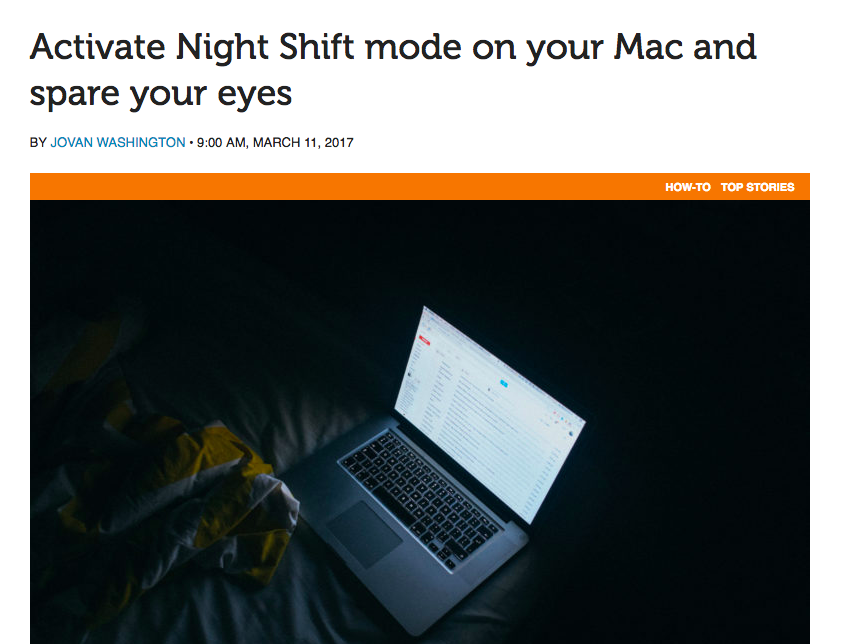 Activate Night Shift mode on your Mac and
spare your eyes
BY JOVAN WASHINGTON • 9:00 AM, MARCH 11, 2017
HOW-TO TOP STORIES